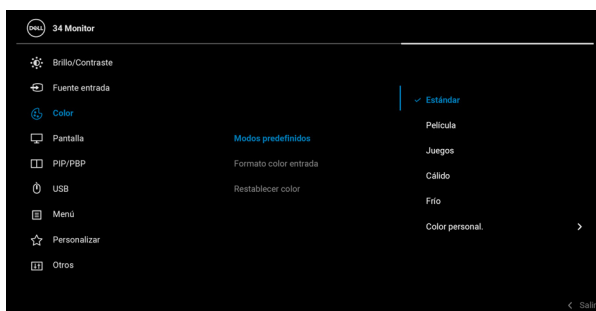 DELL
34 Monitor
Brillo/Contraste
Fuente entrada
Color
Pantalla
PIP/PBP
USB
Menú
Personalizar
Otros
Modos predefinidos
Formato color entrada
Restablecer color
Estándar
Película
Juegos
Cálido
Frío
Color personal.
Salir